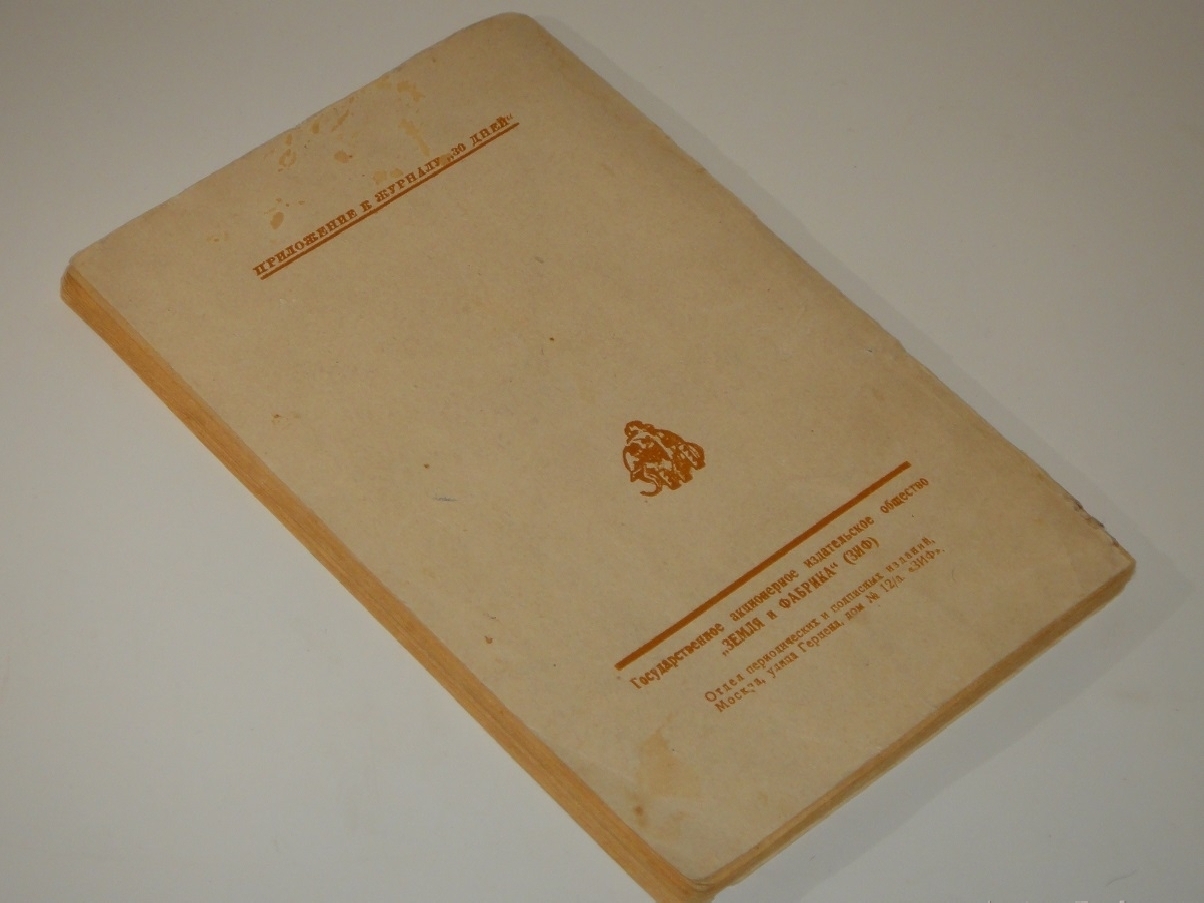 ПРИЛОЖЕНИЕ К ЖУРНАЛУ „30 ДНЕЙ“
Государственное акционерное издательское общество
„ЗЕМЛЯ и ФАБРИКА“ (ЗИФ)
Отдел периодических и подписных изданий,
Москва, улица Герцена, дом № 12/л. «ЗИФ».